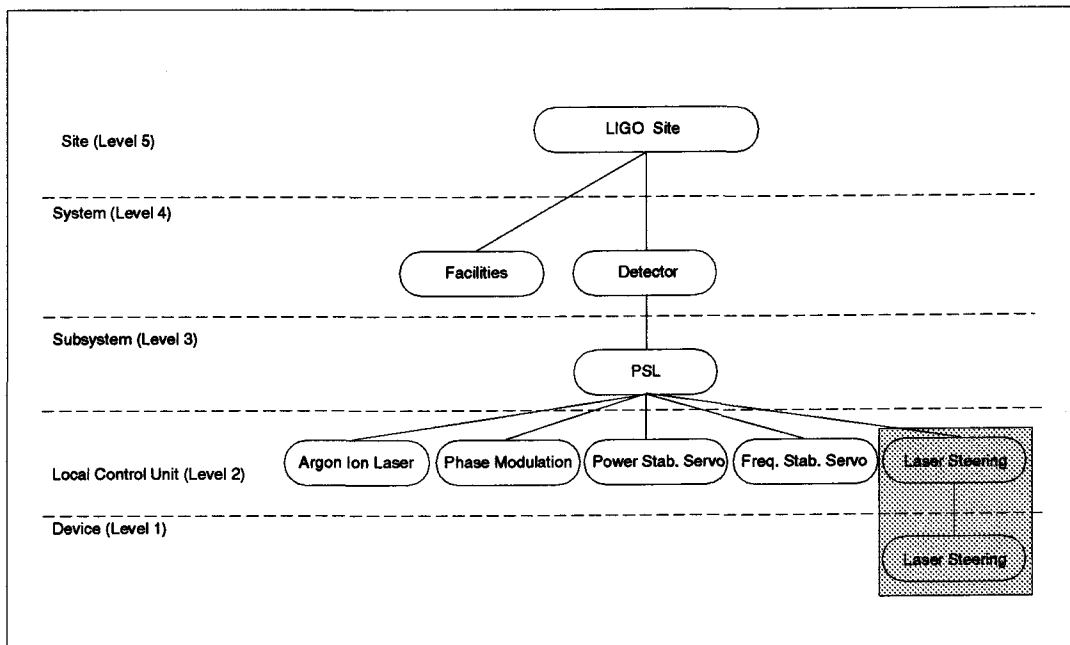 Site (Level 5)
LIGO Site
System (Level 4)
Facilities
Detector
Subsystem (Level 3)
PSL
Local Control Unit (Level 2)
Argon Ion Laser
Phase Modulation
Power Stab. Servo
Freq. Stab. Servo
Laser Steering
Device (Level 1)
Laser Steering